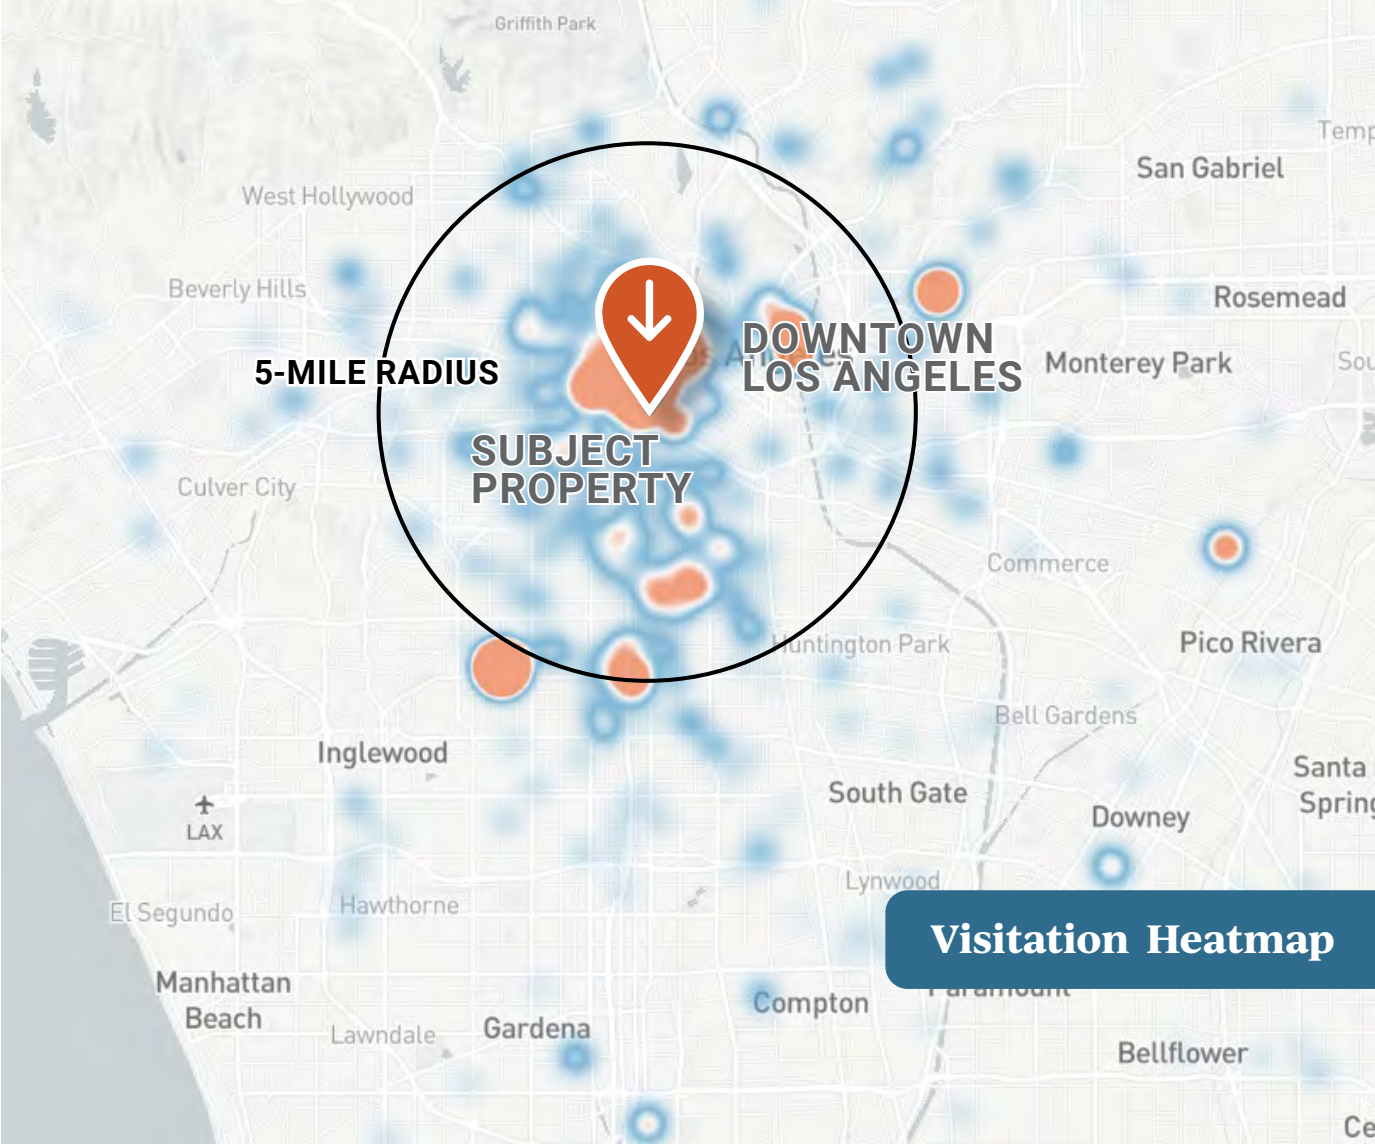 Griffith Park
San Gabriel
West Hollywood
Beverly Hills
Rosemead
DOWNTOWN
LOS ANGELES
Monterey Park
5-MILE RADIUS
SUBJECT
PROPERTY
Culver City
Commerce
Huntington Park
Pico Rivera
Bell Gardens
Inglewood
Santa
Spring
South Gate
Downey
LAX
Lynwood
El Segundo
Hawthorne
Visitation Heatmap
Manhattan
Beach
Paramount
Compton
Lawndale
Gardena
Bellflower